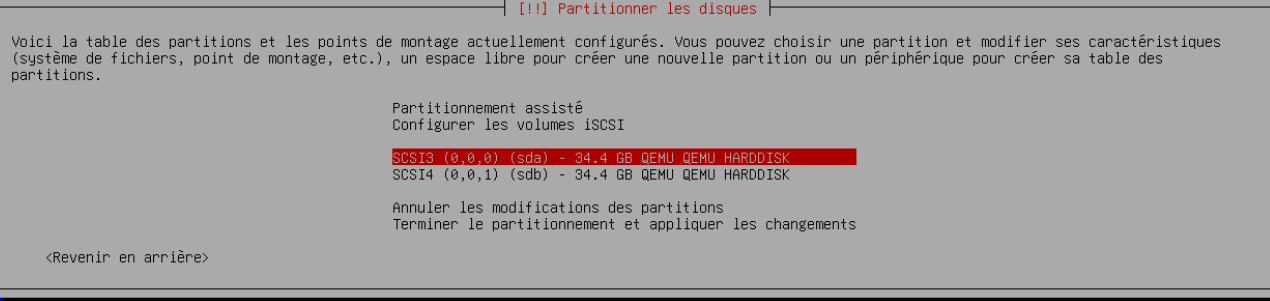 [!!] Partitionner les disques
Voici la table des partitions et les points de montage actuellement configurés. Vous pouvez choisir une partition et modifier ses caractéristiques
(système de fichiers, point de montage, etc.), un espace libre pour créer une nouvelle partition ou un périphérique pour créer sa table des
partitions.
Partitionnement assisté
Configurer les volumes iSCSI
SCSI3 (0,0,0) (sda) - 34.4 GB QEMU QEMU HARDDISK
SCSI4 (0,0,1) (sdb) - 34.4 GB QEMU QEMU HARDDISK
Annuler les modifications des partitions
Terminer le partitionnement et appliquer les changements
<Revenir en arrière>